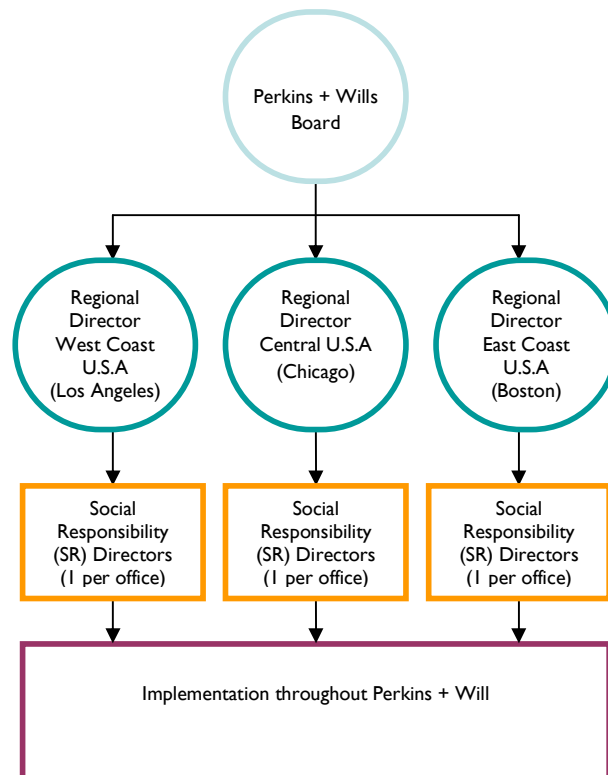 Perkins + Wills
Board
Regional
Director
West Coast
U.S.A
(Los Angeles)
Regional
Director
Central U.S.A
(Chicago)
Regional
Director
East Coast
U.S.A
(Boston)
Social
Responsibility
(SR) Directors
(1 per office)
Social
Responsibility
(SR) Directors
(1 per office)
Social
Responsibility
(SR) Directors
(1 per office)
Implementation throughout Perkins + Will